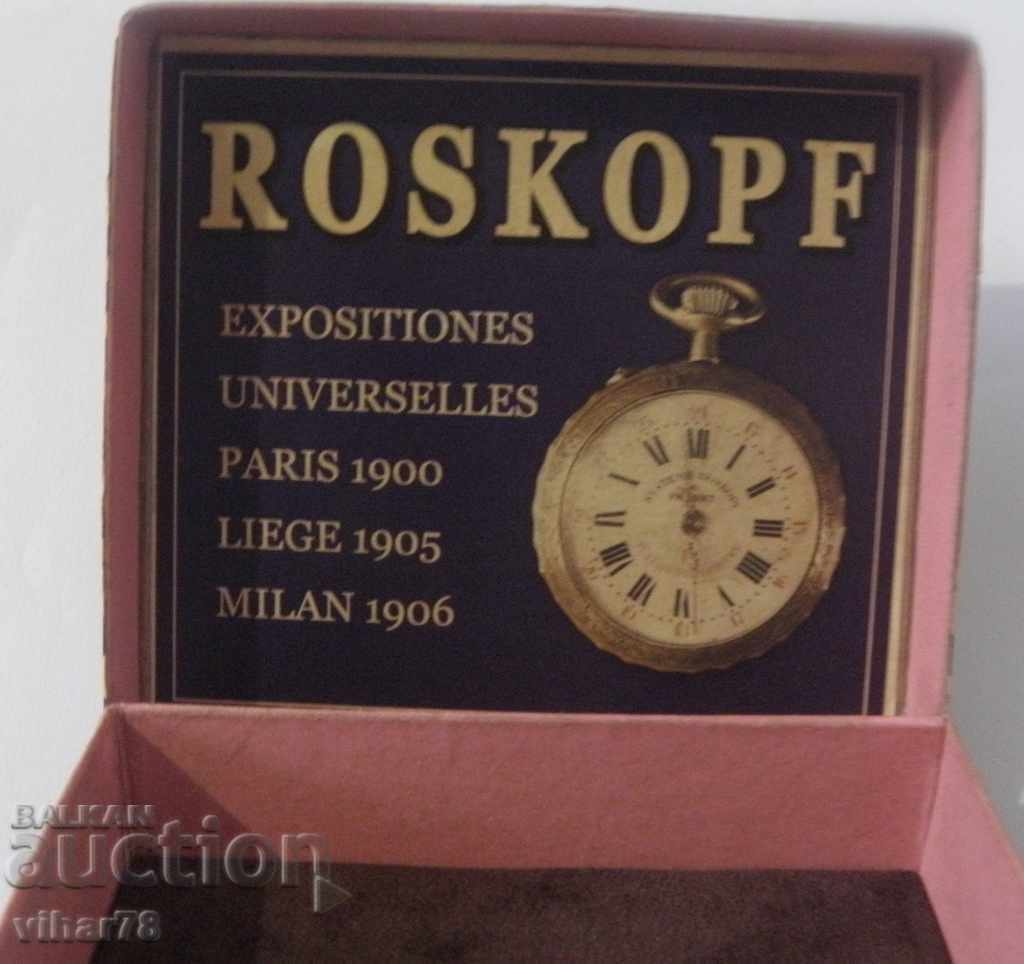 ROSKOPF
EXPOSITIONES
UNIVERSELLES
PARIS 1900
LIEGE 1905
MILAN 1906
BALKAN
auction
vihar78